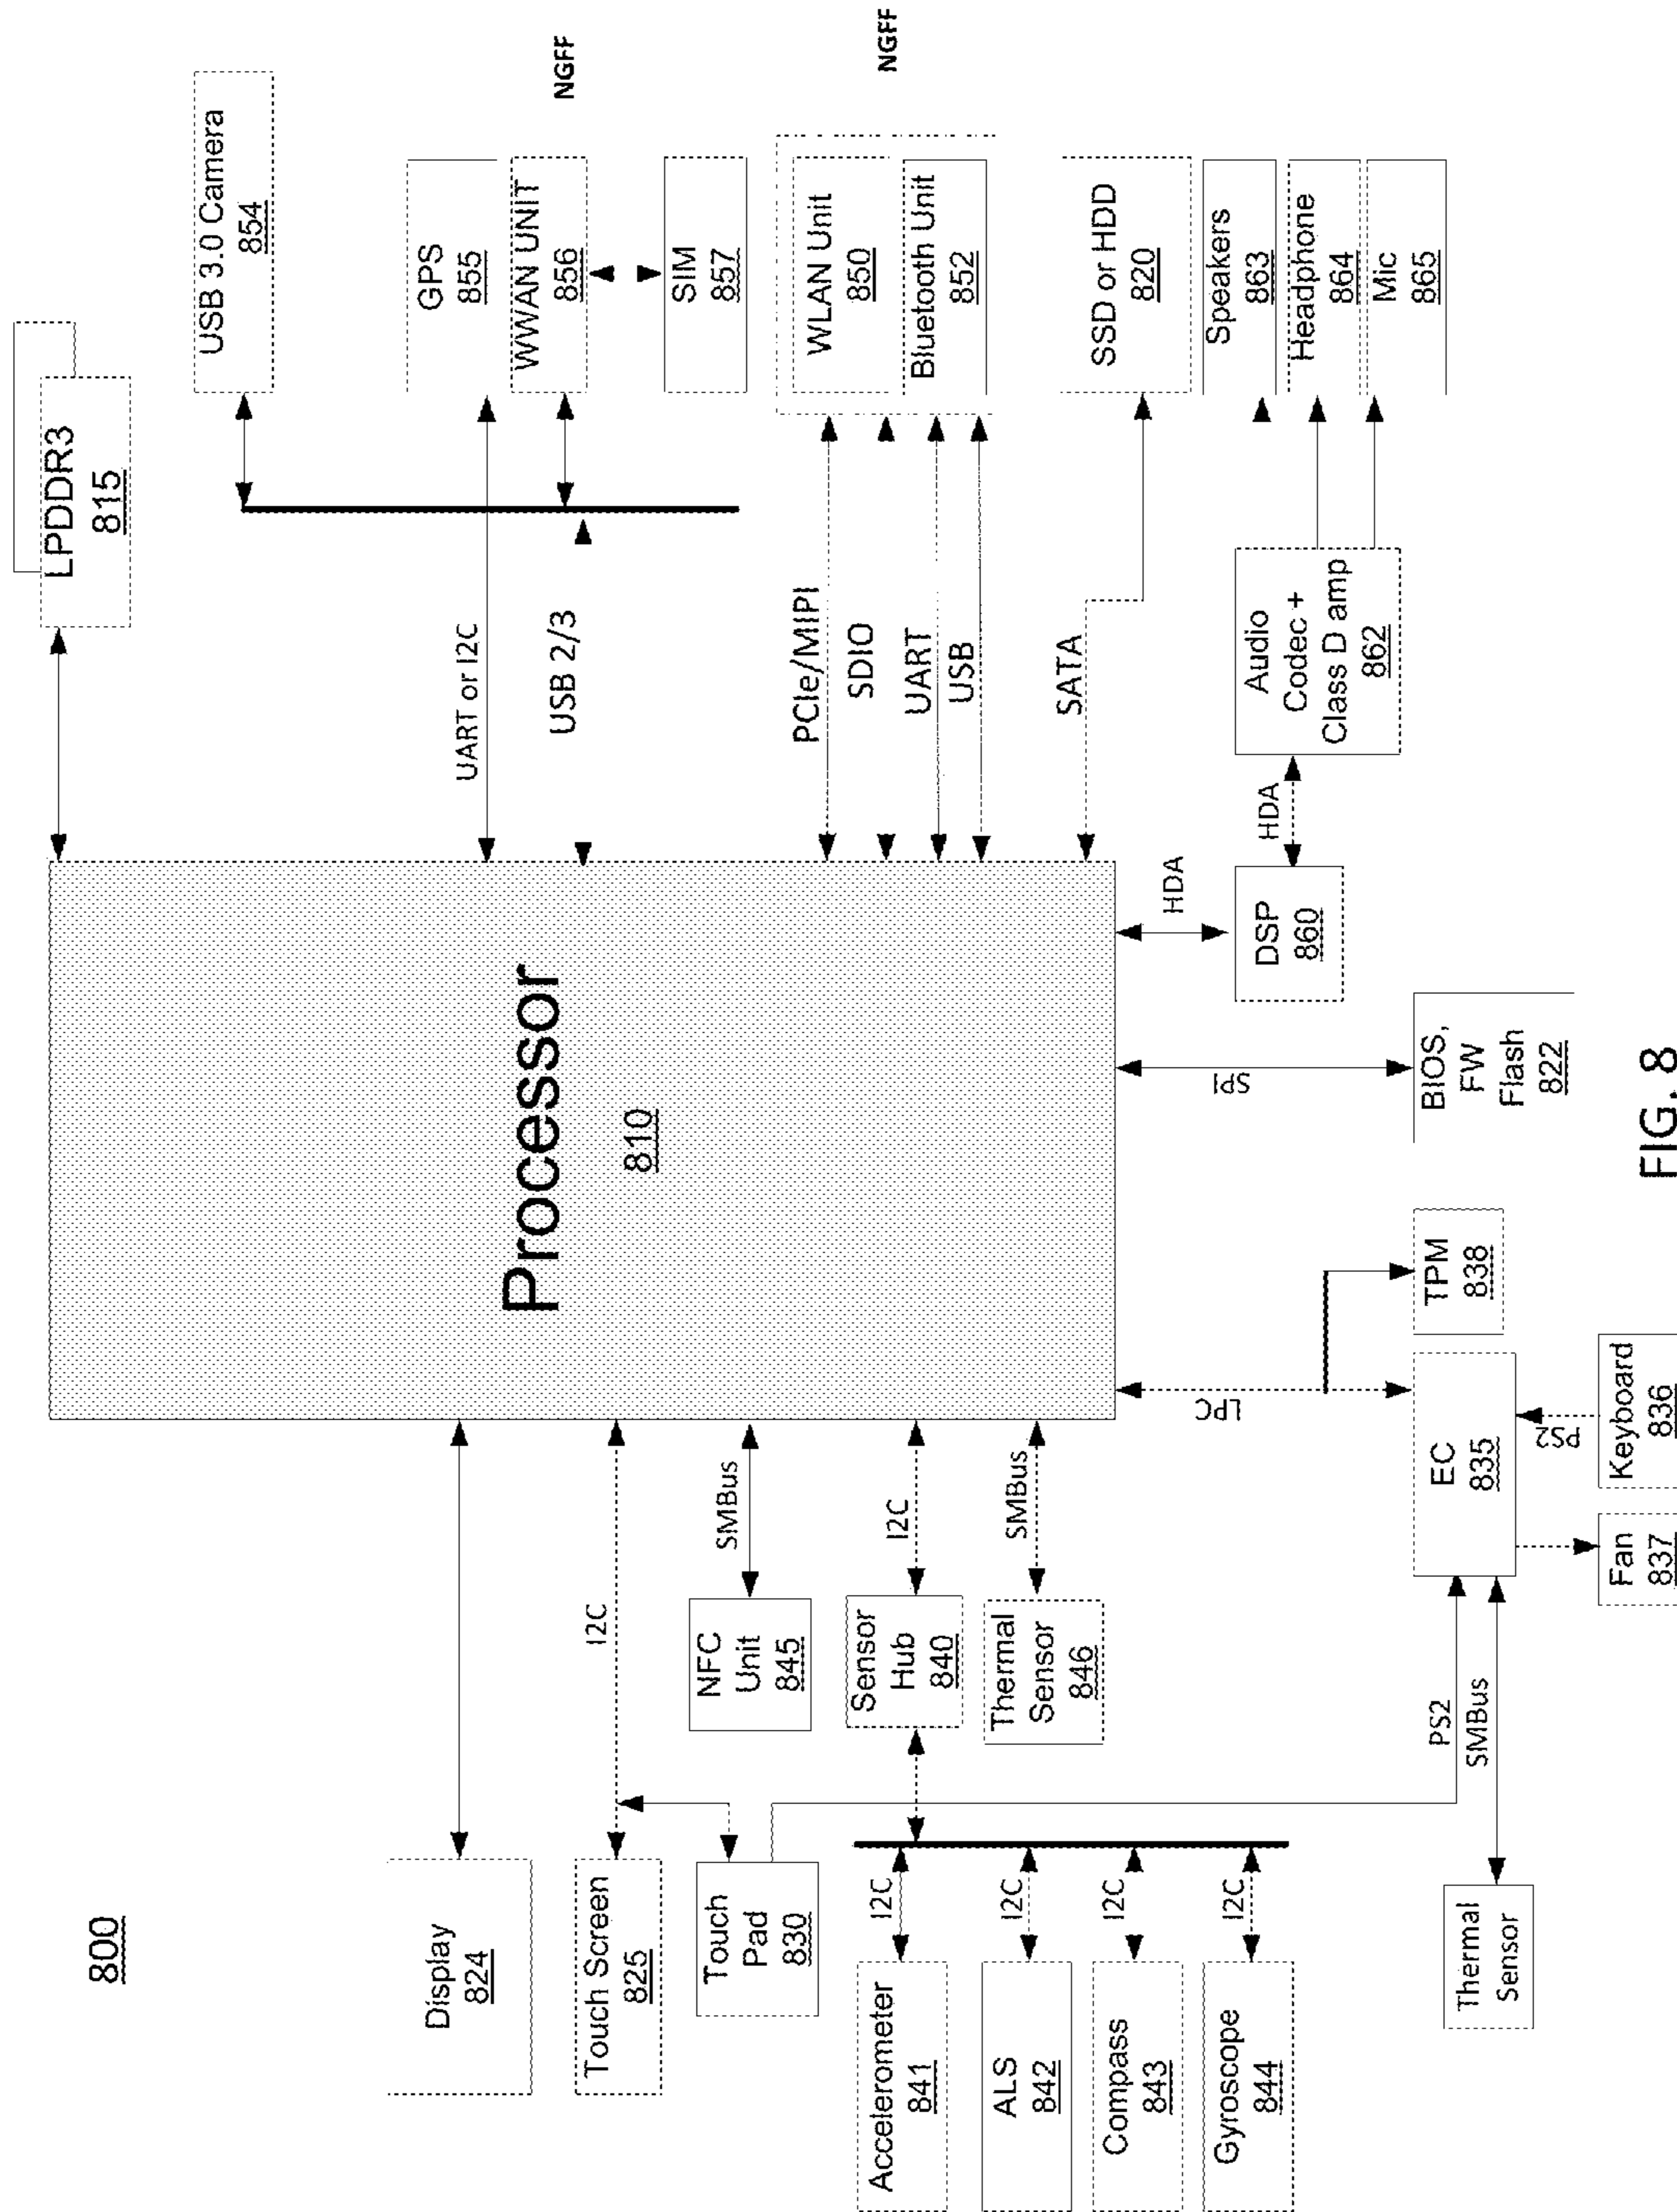 800
LPDDR3
815
USB 3.0 Camera
854
GPS
855
WWAN UNIT
856
NGFF
SIM
857
WLAN Unit
850
Bluetooth Unit
852
NGFF
SSD or HDD
820
Speakers
863
Headphone
864
Mic
865
UART or I2C
USB 2/3
PCIe/MIPI
SDIO
UART
USB
SATA
Processor
810
HDA
DSP
860
HDA
Audio
Codec +
Class D amp
862
SPI
BIOS,
FW
Flash
822
LPC
TPM
838
EC
835
PS2
Keyboard
836
Fan
837
Display
824
I2C
Touch Screen
825
Touch
Pad
830
SMBus
NFC
Unit
845
I2C
Sensor
Hub
840
SMBus
Thermal
Sensor
846
I2C
Accelerometer
841
I2C
ALS
842
I2C
Compass
843
I2C
Gyroscope
844
PS2
SMBus
Thermal
Sensor
FIG. 8